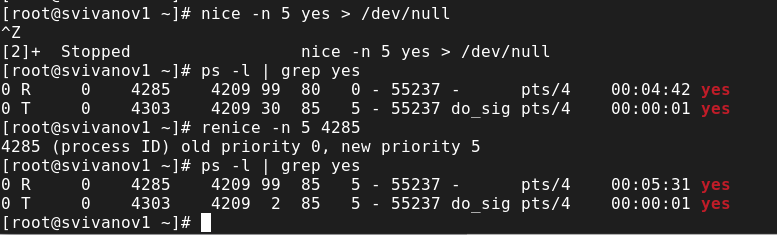 [root@svivanov1 ~]# nice -n 5 yes > /dev/null
^Z
[2]+  Stopped                 nice -n 5 yes > /dev/null
[root@svivanov1 ~]# ps -l | grep yes
0 R     0    4285    4209 99  80   0 - 55237 -      pts/4    00:04:42 yes
0 T     0    4303    4209 30  85   5 - 55237 do_sig pts/4    00:00:01 yes
[root@svivanov1 ~]# renice -n 5 4285
4285 (process ID) old priority 0, new priority 5
[root@svivanov1 ~]# ps -l | grep yes
0 R     0    4285    4209 99  85   5 - 55237 -      pts/4    00:05:31 yes
0 T     0    4303    4209  2  85   5 - 55237 do_sig pts/4    00:00:01 yes
[root@svivanov1 ~]#